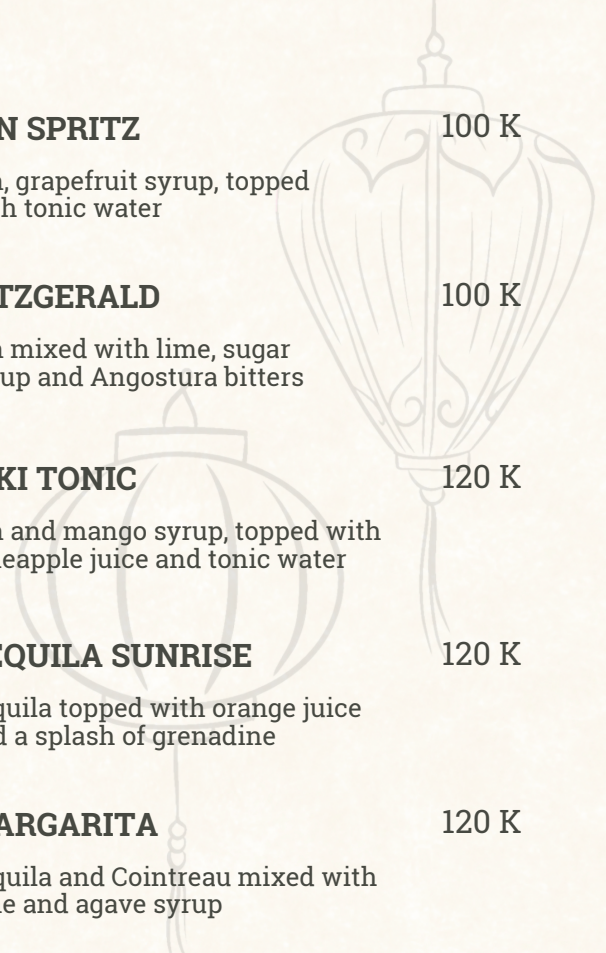 N SPRITZ 100 K
, grapefruit syrup, topped
h tonic water
TZGERALD 100 K
mixed with lime, sugar
up and Angostura bitters
KI TONIC 120 K
and mango syrup, topped with
eapple juice and tonic water
EQUILA SUNRISE 120 K
quila topped with orange juice
d a splash of grenadine
ARGARITA 120 K
quila and Cointreau mixed with
e and agave syrup